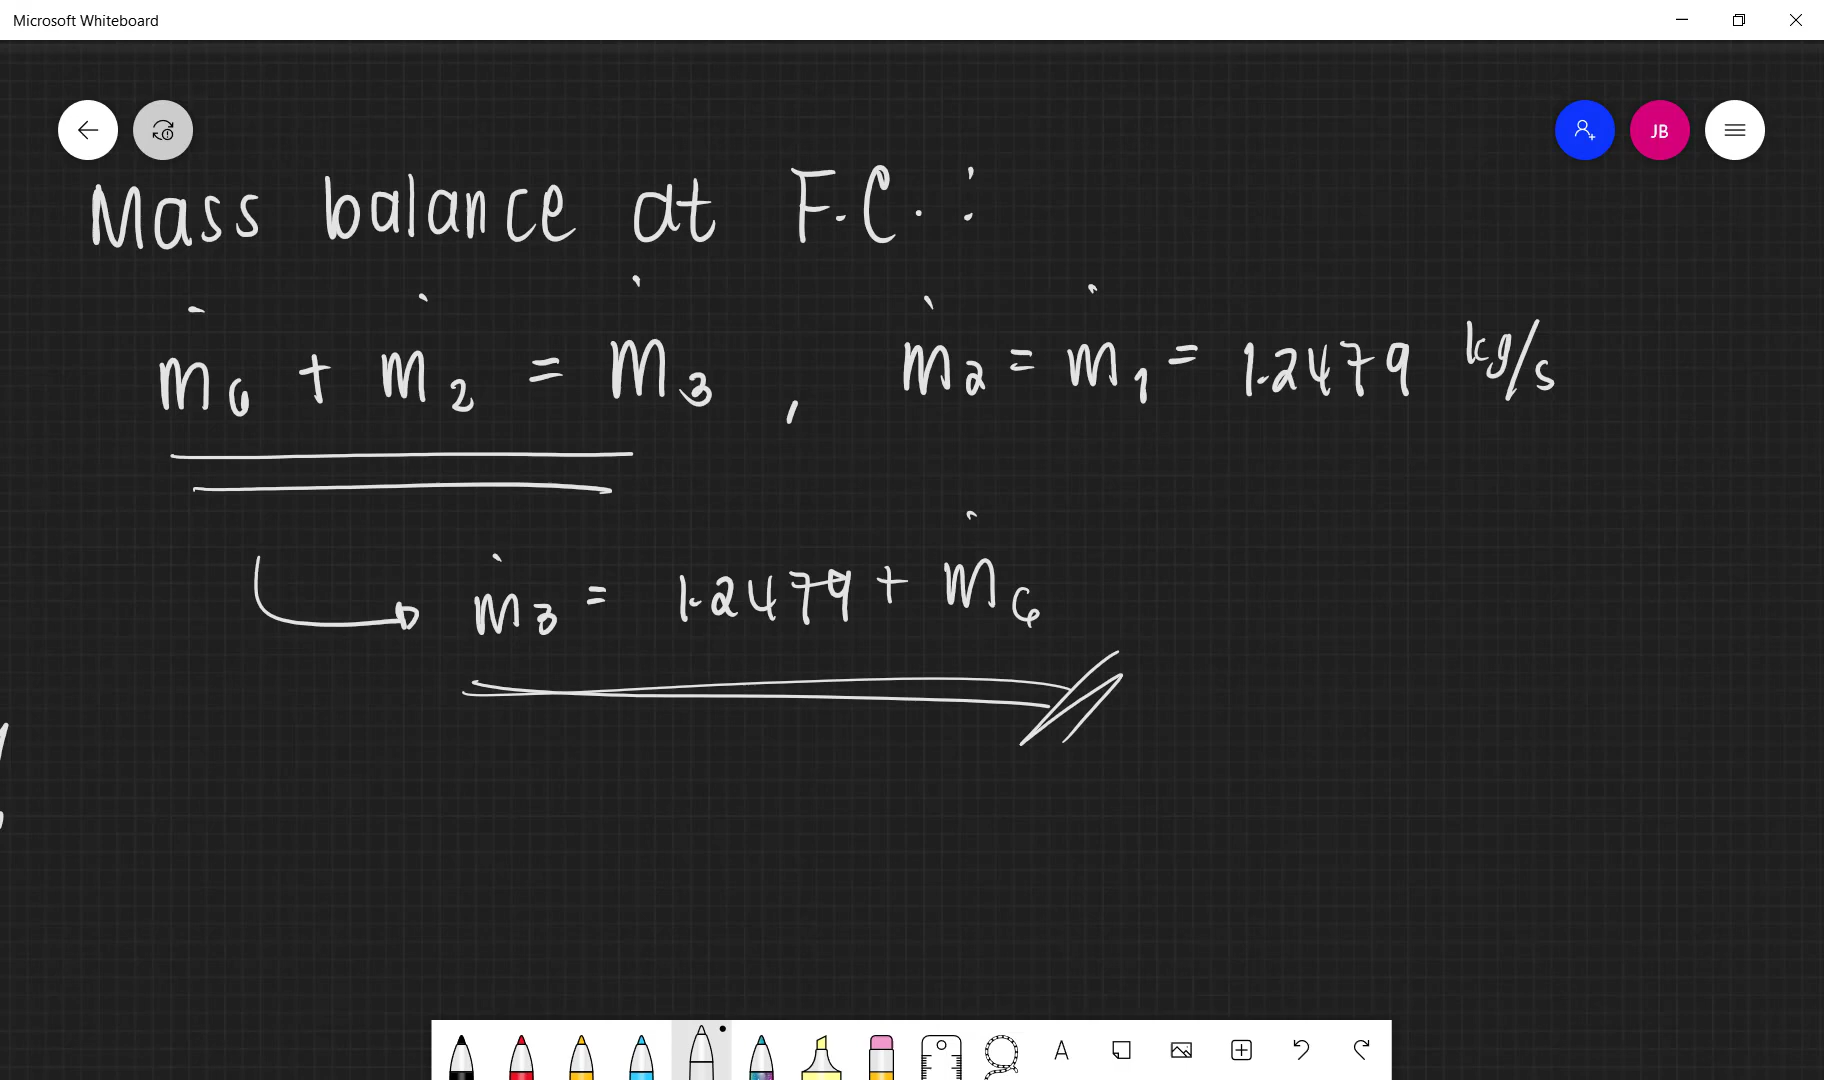 Microsoft Whiteboard
JB
Mass balance at F.C. :
ṁ₆ + ṁ₂ = ṁ₃ , ṁ₂ = ṁ₁ = 1.2479 kg/s
ṁ₃ = 1.2479 + ṁ₆
A